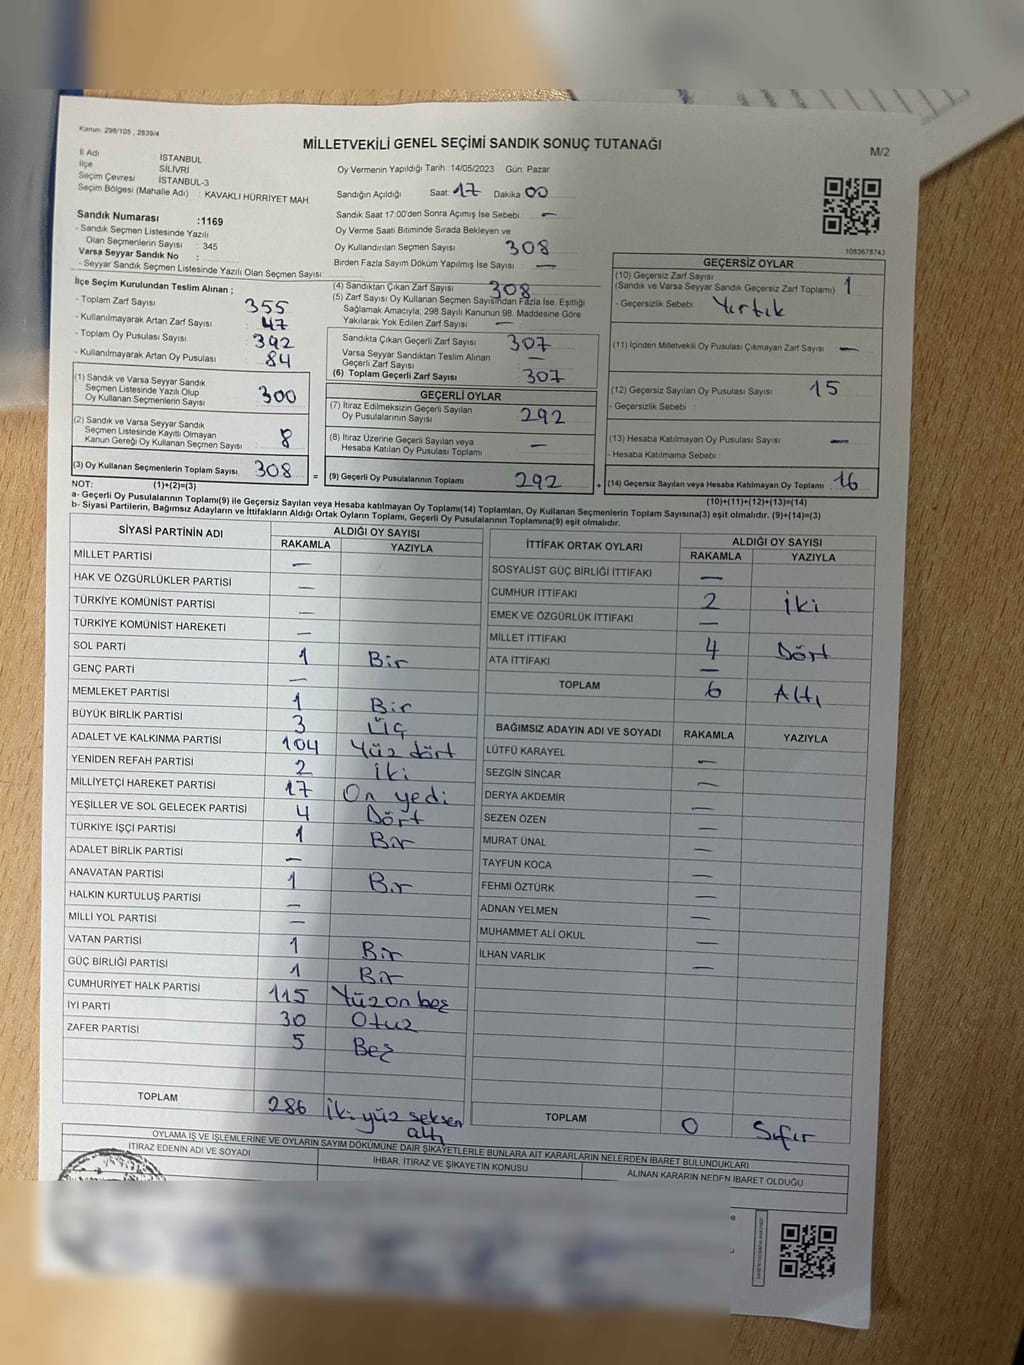 Kanun. 298/105 , 2839/4
MİLLETVEKİLİ GENEL SEÇİMİ SANDIK SONUÇ TUTANAĞI
M/2
İl Adı : İSTANBUL
İlçe : SİLİVRİ
Seçim Çevresi : İSTANBUL-3
Seçim Bölgesi (Mahalle Adı) : KAVAKLI HÜRRİYET MAH.
Oy Vermenin Yapıldığı Tarih : 14/05/2023 Gün: Pazar
Sandığın Açıldığı Saat: 17 Dakika 00
Sandık Saat 17:00'den Sonra Açımış İse Sebebi : —
Oy Verme Saati Bitiminde Sırada Bekleyen ve
Oy Kullandırılan Seçmen Sayısı 308
Birden Fazla Sayım Döküm Yapılmış İse Sayısı : —
Sandık Numarası : 1169
- Sandık Seçmen Listesinde Yazılı
Olan Seçmenlerin Sayısı : 345
Varsa Seyyar Sandık No :
- Seyyar Sandık Seçmen Listesinde Yazılı Olan Seçmen Sayısı:
1083678743
İlçe Seçim Kurulundan Teslim Alınan ;
- Toplam Zarf Sayısı 355
- Kullanılmayarak Artan Zarf Sayısı 47
- Toplam Oy Pusulası Sayısı 392
- Kullanılmayarak Artan Oy Pusulası 84
(1) Sandık ve Varsa Seyyar Sandık
Seçmen Listesinde Yazılı Olup
Oy Kullanan Seçmenlerin Sayısı 300
(2) Sandık ve Varsa Seyyar Sandık
Seçmen Listesinde Kayıtlı Olmayan
Kanun Gereği Oy Kullanan Seçmen Sayısı 8
(3) Oy Kullanan Seçmenlerin Toplam Sayısı 308 =
(4) Sandıktan Çıkan Zarf Sayısı 308
(5) Zarf Sayısı Oy Kullanan Seçmen Sayısından Fazla İse, Eşitliği
Sağlamak Amacıyla, 298 Sayılı Kanunun 98. Maddesine Göre
Yakılarak Yok Edilen Zarf Sayısı —
Sandıkta Çıkan Geçerli Zarf Sayısı 307
Varsa Seyyar Sandıktan Teslim Alınan
Geçerli Zarf Sayısı —
(6) Toplam Geçerli Zarf Sayısı 307
GEÇERLİ OYLAR
(7) İtiraz Edilmeksizin Geçerli Sayılan
Oy Pusulalarının Sayısı 292
(8) İtiraz Üzerine Geçerli Sayılan veya
Hesaba Katılan Oy Pusulası Toplamı —
(9) Geçerli Oy Pusulalarının Toplamı 292 +
GEÇERSİZ OYLAR
(10) Geçersiz Zarf Sayısı
(Sandık ve Varsa Seyyar Sandık Geçersiz Zarf Toplamı) 1
- Geçersizlik Sebebi : Yırtık
(11) İçinden Milletvekili Oy Pusulası Çıkmayan Zarf Sayısı —
(12) Geçersiz Sayılan Oy Pusulası Sayısı 15
- Geçersizlik Sebebi :
(13) Hesaba Katılmayan Oy Pusulası Sayısı —
- Hesaba Katılmama Sebebi :
(14) Geçersiz Sayılan veya Hesaba Katılmayan Oy Toplamı 16
NOT: (1)+(2)=(3)
(10)+(11)+(12)+(13)=(14)
a- Geçerli Oy Pusulalarının Toplamı(9) ile Geçersiz Sayılan veya Hesaba katılmayan Oy Toplamı(14) Toplamları, Oy Kullanan Seçmenlerin Toplam Sayısına(3) eşit olmalıdır. (9)+(14)=(3)
b- Siyasi Partilerin, Bağımsız Adayların ve İttifakların Aldığı Ortak Oyların Toplamı, Geçerli Oy Pusulalarının Toplamına(9) eşit olmalıdır.
SİYASİ PARTİNİN ADI ALDIĞI OY SAYISI
RAKAMLA YAZIYLA
MİLLET PARTİSİ —
HAK VE ÖZGÜRLÜKLER PARTİSİ —
TÜRKİYE KOMÜNİST PARTİSİ —
TÜRKİYE KOMÜNİST HAREKETİ —
SOL PARTİ 1 Bir
GENÇ PARTİ —
MEMLEKET PARTİSİ 1 Bir
BÜYÜK BİRLİK PARTİSİ 3 Üç
ADALET VE KALKINMA PARTİSİ 104 Yüz dört
YENİDEN REFAH PARTİSİ 2 İki
MİLLİYETÇİ HAREKET PARTİSİ 17 On yedi
YEŞİLLER VE SOL GELECEK PARTİSİ 4 Dört
TÜRKİYE İŞÇİ PARTİSİ 1 Bir
ADALET BİRLİK PARTİSİ —
ANAVATAN PARTİSİ 1 Bir
HALKIN KURTULUŞ PARTİSİ —
MİLLİ YOL PARTİSİ —
VATAN PARTİSİ 1 Bir
GÜÇ BİRLİĞİ PARTİSİ 1 Bir
CUMHURİYET HALK PARTİSİ 115 Yüz on beş
İYİ PARTİ 30 Otuz
ZAFER PARTİSİ 5 Beş
TOPLAM 286 İki yüz seksen
altı
İTTİFAK ORTAK OYLARI ALDIĞI OY SAYISI
RAKAMLA YAZIYLA
SOSYALİST GÜÇ BİRLİĞİ İTTİFAKI —
CUMHUR İTTİFAKI 2 İki
EMEK VE ÖZGÜRLÜK İTTİFAKI —
MİLLET İTTİFAKI 4 Dört
ATA İTTİFAKI —
TOPLAM 6 Altı
BAĞIMSIZ ADAYIN ADI VE SOYADI RAKAMLA YAZIYLA
LÜTFÜ KARAYEL —
SEZGİN SİNCAR —
DERYA AKDEMİR —
SEZEN ÖZEN —
MURAT ÜNAL —
TAYFUN KOCA —
FEHMİ ÖZTÜRK —
ADNAN YELMEN —
MUHAMMET ALİ OKUL —
İLHAN VARLIK —
TOPLAM 0 Sıfır
OYLAMA İŞ VE İŞLEMLERİNE VE OYLARIN SAYIM DÖKÜMÜNE DAİR ŞİKAYETLERLE BUNLARA AİT KARARLARIN NELERDEN İBARET BULUNDUKLARI
İTİRAZ EDENİN ADI VE SOYADI İHBAR, İTİRAZ VE ŞİKAYETİN KONUSU ALINAN KARARIN NEDEN İBARET OLDUĞU